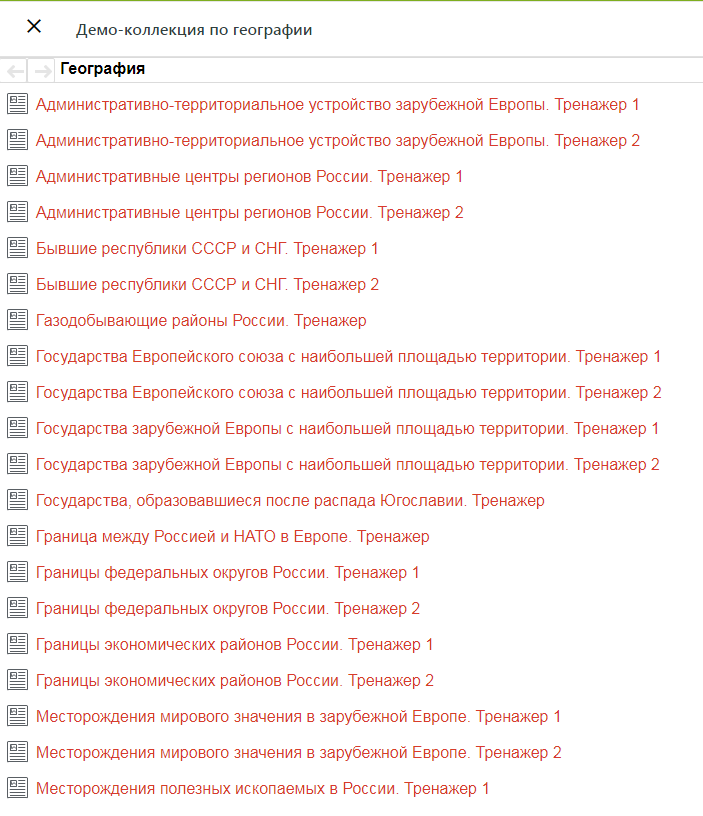 Демо-коллекция по географии
География
Административно-территориальное устройство зарубежной Европы. Тренажер 1
Административно-территориальное устройство зарубежной Европы. Тренажер 2
Административные центры регионов России. Тренажер 1
Административные центры регионов России. Тренажер 2
Бывшие республики СССР и СНГ. Тренажер 1
Бывшие республики СССР и СНГ. Тренажер 2
Газодобывающие районы России. Тренажер
Государства Европейского союза с наибольшей площадью территории. Тренажер 1
Государства Европейского союза с наибольшей площадью территории. Тренажер 2
Государства зарубежной Европы с наибольшей площадью территории. Тренажер 1
Государства зарубежной Европы с наибольшей площадью территории. Тренажер 2
Государства, образовавшиеся после распада Югославии. Тренажер
Граница между Россией и НАТО в Европе. Тренажер
Границы федеральных округов России. Тренажер 1
Границы федеральных округов России. Тренажер 2
Границы экономических районов России. Тренажер 1
Границы экономических районов России. Тренажер 2
Месторождения мирового значения в зарубежной Европе. Тренажер 1
Месторождения мирового значения в зарубежной Европе. Тренажер 2
Месторождения полезных ископаемых в России. Тренажер 1